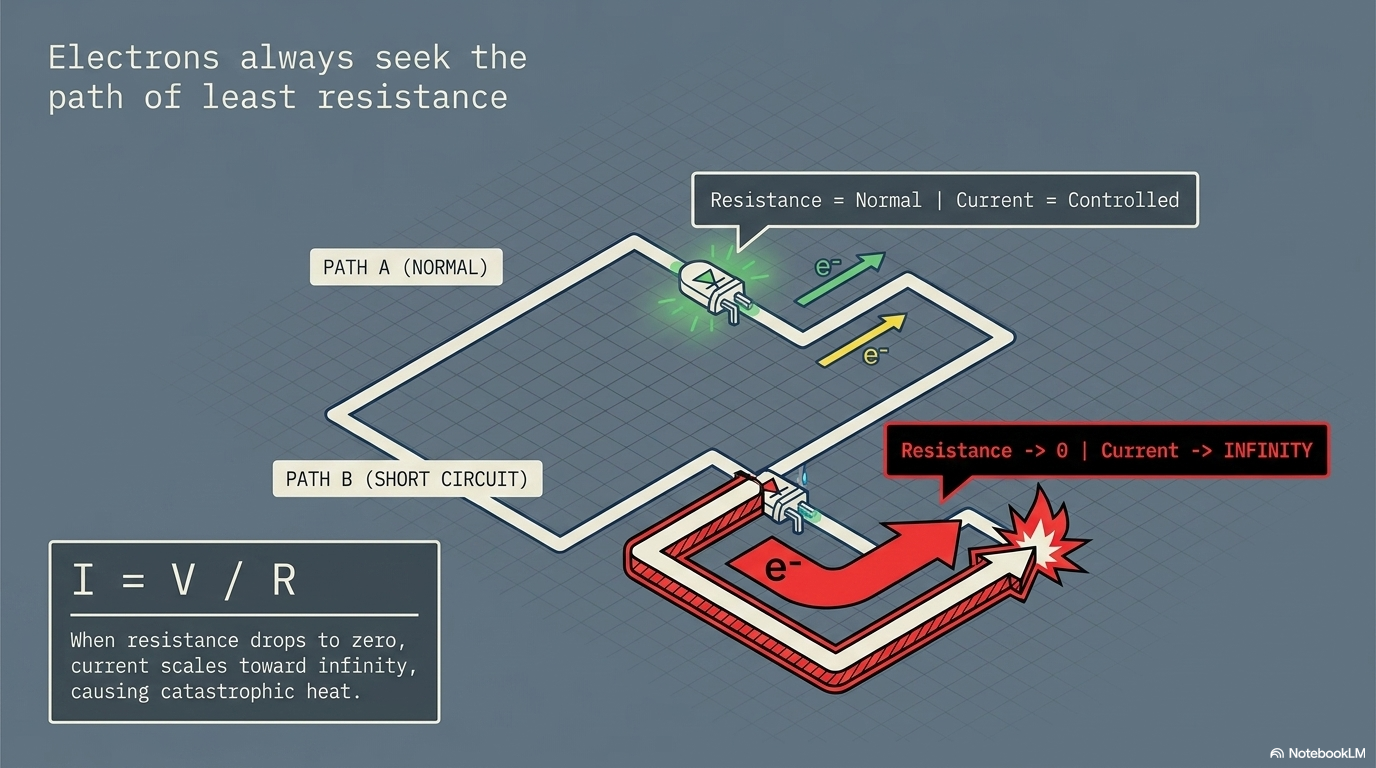 Electrons always seek the
path of least resistance
Resistance = Normal | Current = Controlled
PATH A (NORMAL)
e⁻
e⁻
Resistance -> 0 | Current -> INFINITY
PATH B (SHORT CIRCUIT)
e⁻
I = V / R
When resistance drops to zero,
current scales toward infinity,
causing catastrophic heat.
NotebookLM